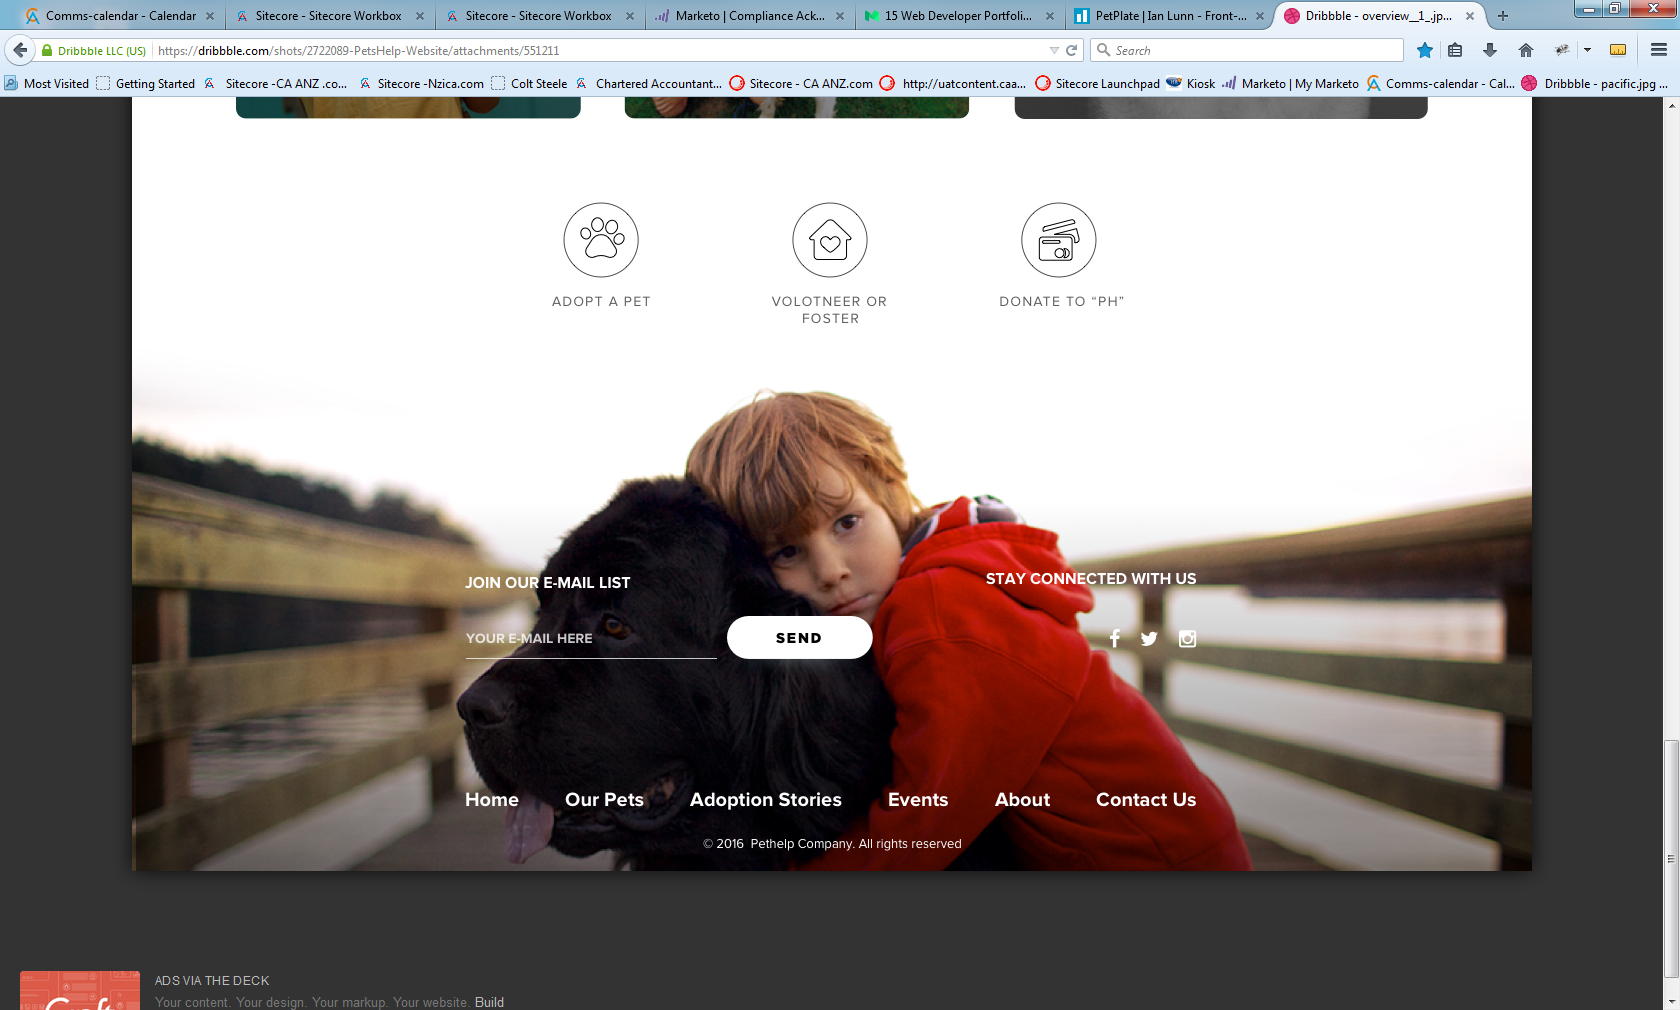 Comms-calendar - Calendar
Sitecore - Sitecore Workbox
Sitecore - Sitecore Workbox
Marketo | Compliance Ack...
15 Web Developer Portfoli...
PetPlate | Ian Lunn - Front-...
Dribbble - overview__1_.jp...
Dribbble LLC (US)
https://dribbble.com/shots/2722089-PetsHelp-Website/attachments/551211
Search
Most Visited
Getting Started
Sitecore -CA ANZ .co...
Sitecore -Nzica.com
Colt Steele
Chartered Accountant...
Sitecore - CA ANZ.com
http://uatcontent.caa...
Sitecore Launchpad
Kiosk
Marketo | My Marketo
Comms-calendar - Cal...
Dribbble - pacific.jpg ...
ADOPT A PET
VOLOTNEER OR
FOSTER
DONATE TO “PH”
JOIN OUR E-MAIL LIST
STAY CONNECTED WITH US
YOUR E-MAIL HERE
SEND
Home
Our Pets
Adoption Stories
Events
About
Contact Us
© 2016 Pethelp Company. All rights reserved
ADS VIA THE DECK
Your content. Your design. Your markup. Your website. Build